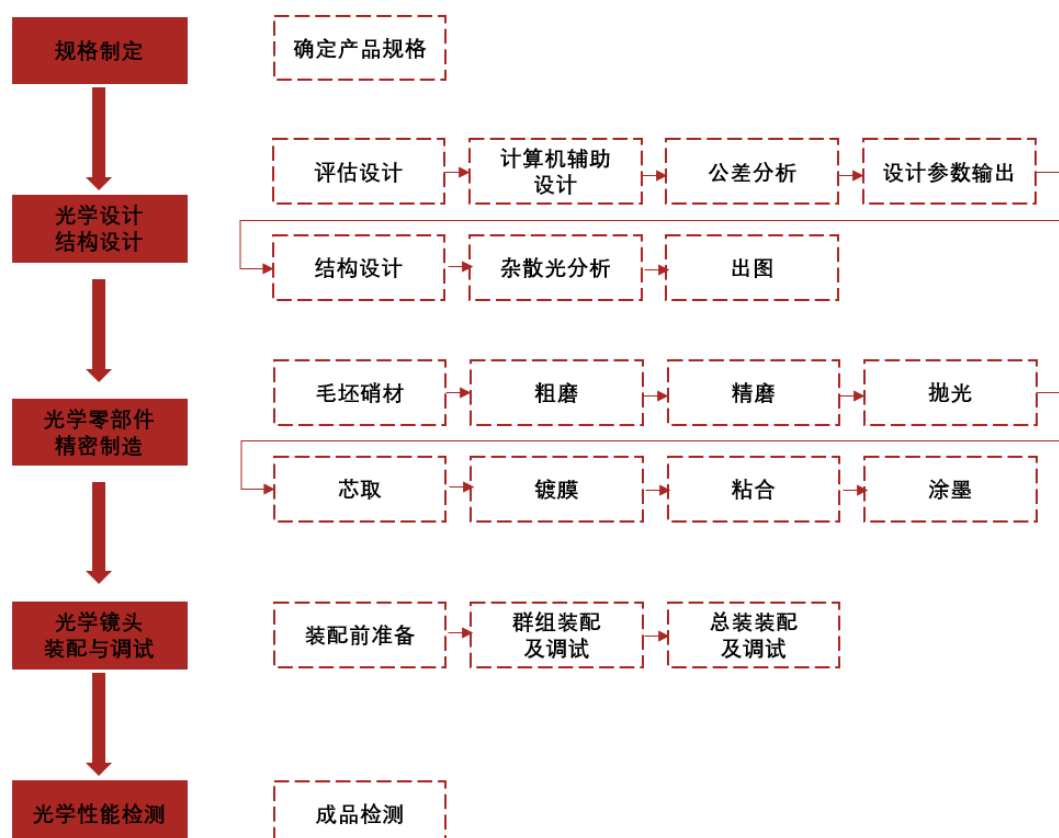 规格制定
确定产品规格
光学设计
结构设计
评估设计
计算机辅助
设计
公差分析
设计参数输出
结构设计
杂散光分析
出图
光学零部件
精密制造
毛坯硝材
粗磨
精磨
抛光
芯取
镀膜
粘合
涂墨
光学镜头
装配与调试
装配前准备
群组装配
及调试
总装装配
及调试
光学性能检测
成品检测